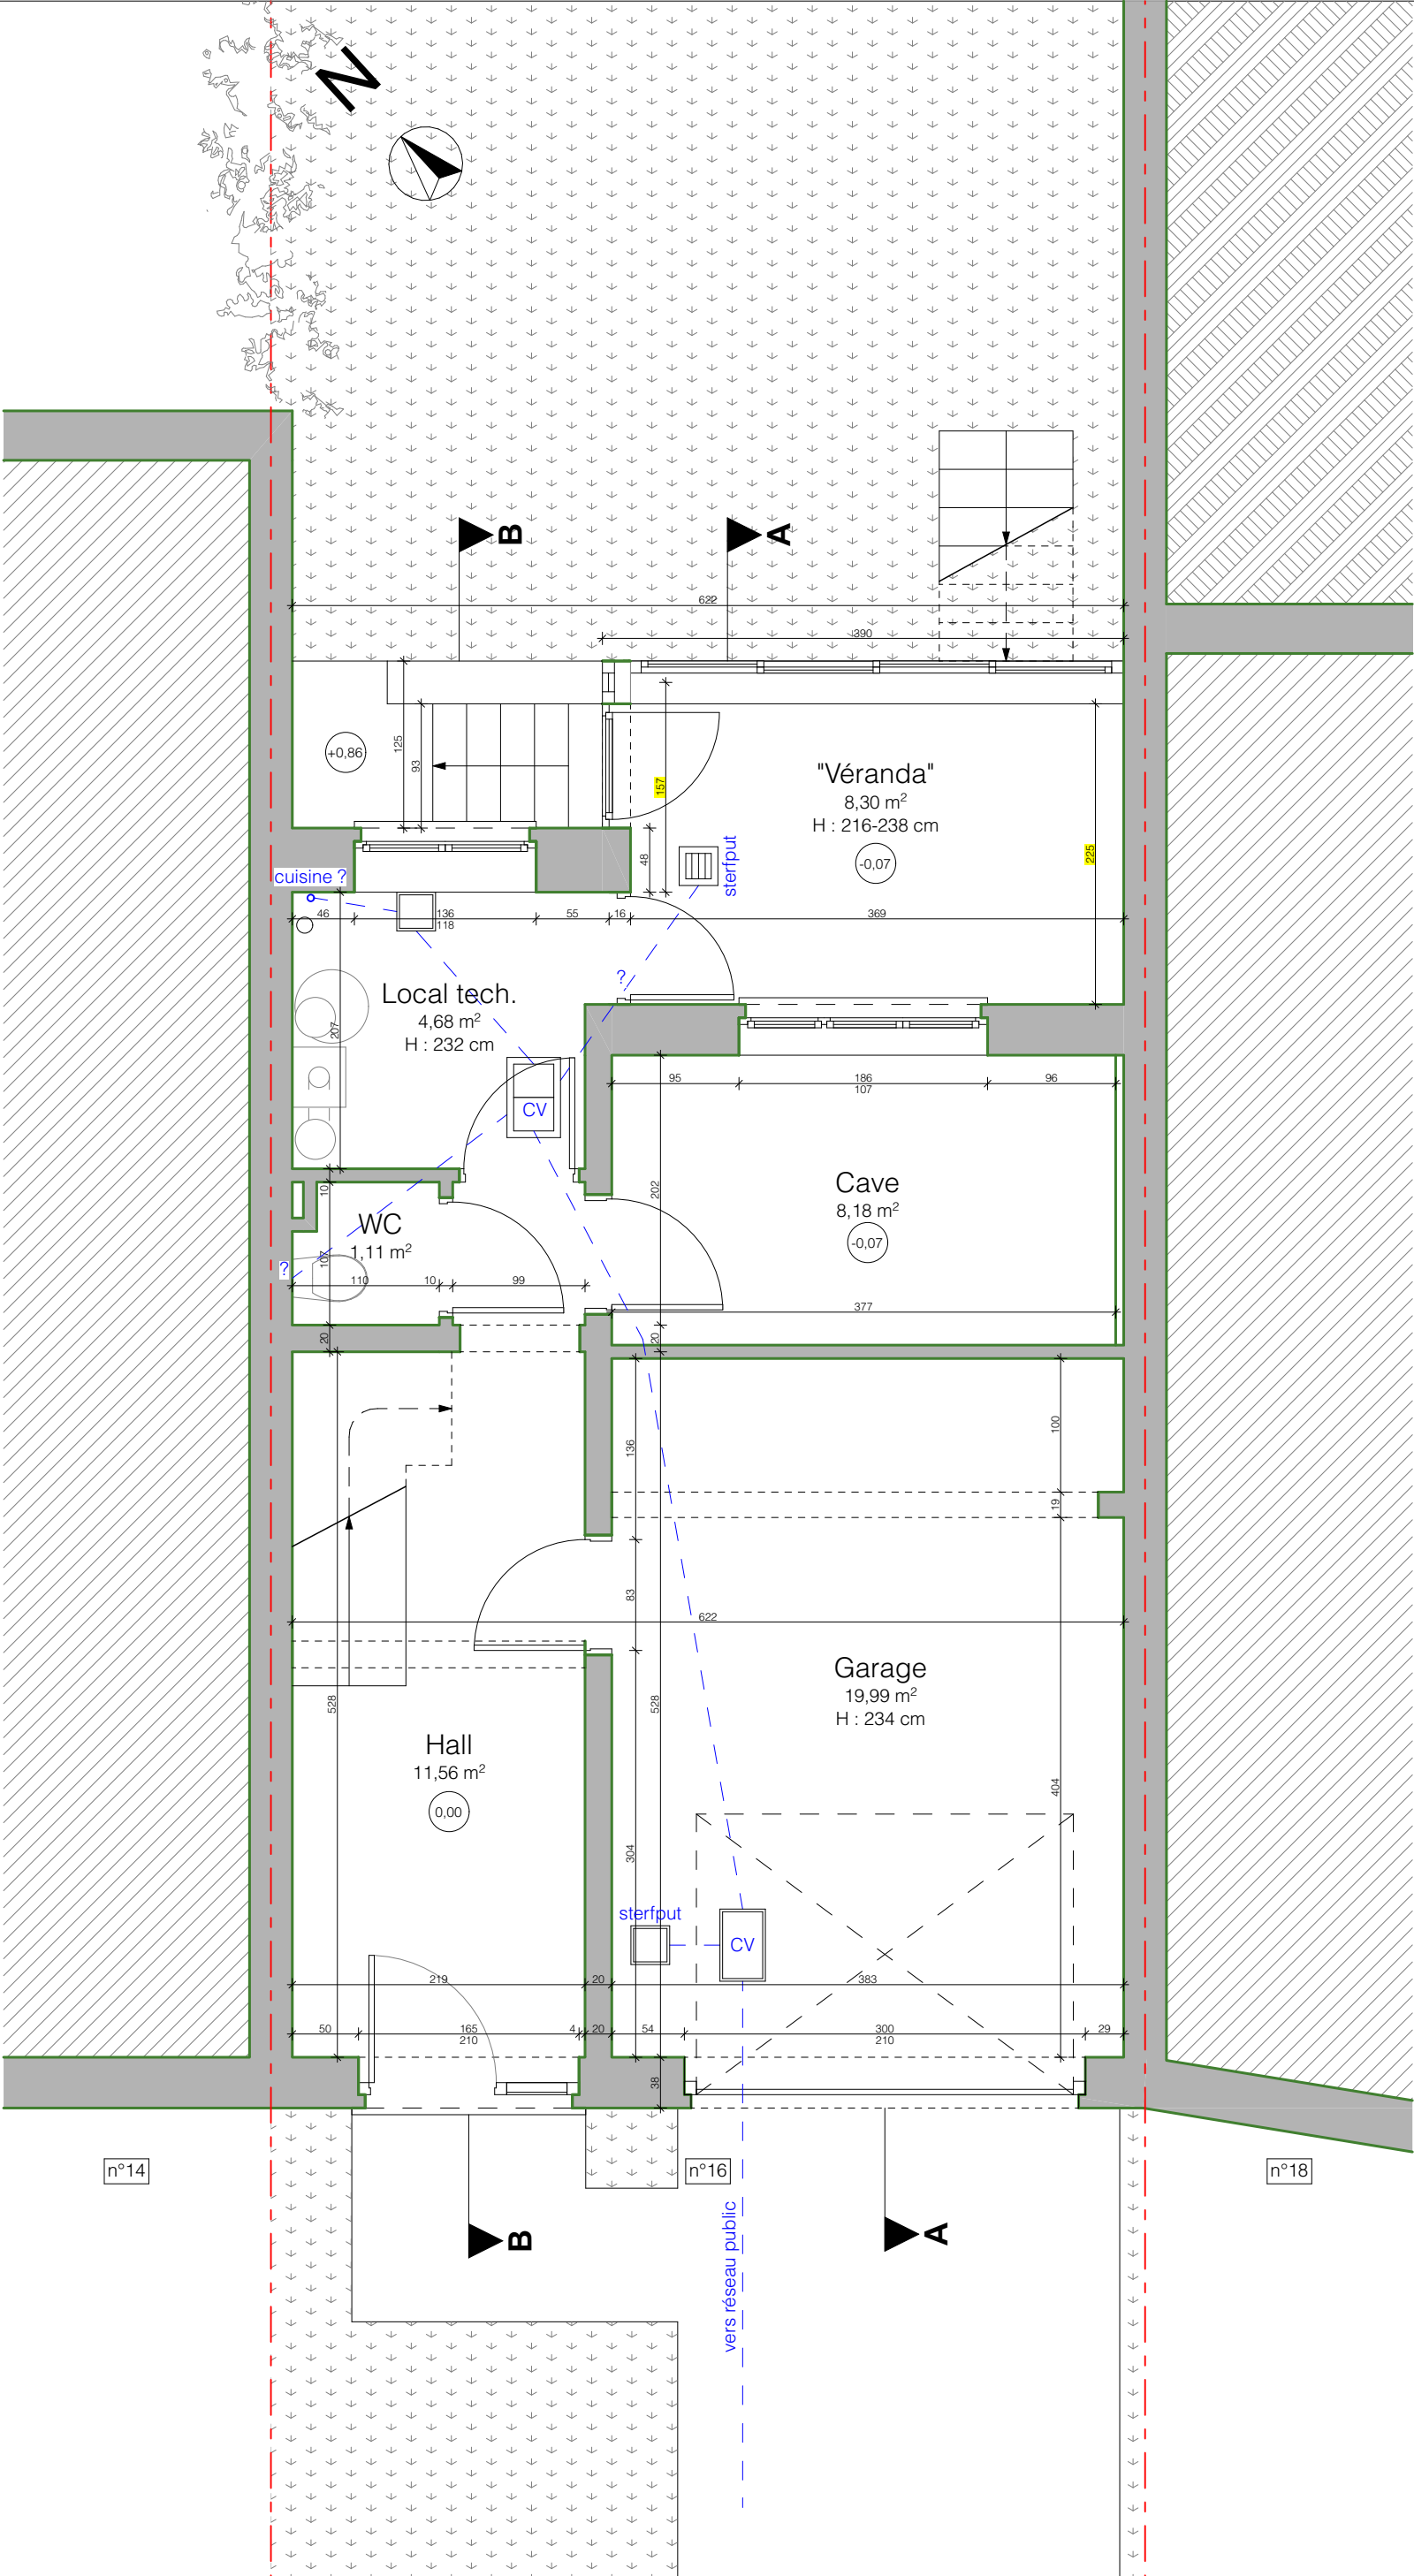 N
B
A
622
390
+0,86
125
93
157
"Véranda"
8,30 m²
H : 216-238 cm
-0,07
225
48
sterfput
cuisine ?
46
136
118
55
16
369
?
Local tech.
4,68 m²
H : 232 cm
207
CV
95
186
107
96
202
Cave
8,18 m²
-0,07
10
WC
1,11 m²
107
?
110
10
99
377
20
20
136
100
19
83
622
528
528
Garage
19,99 m²
H : 234 cm
Hall
11,56 m²
0,00
404
304
sterfput
CV
219
20
383
50
165
210
4
20
54
300
210
29
38
n°14
n°16
n°18
B
A
vers réseau public